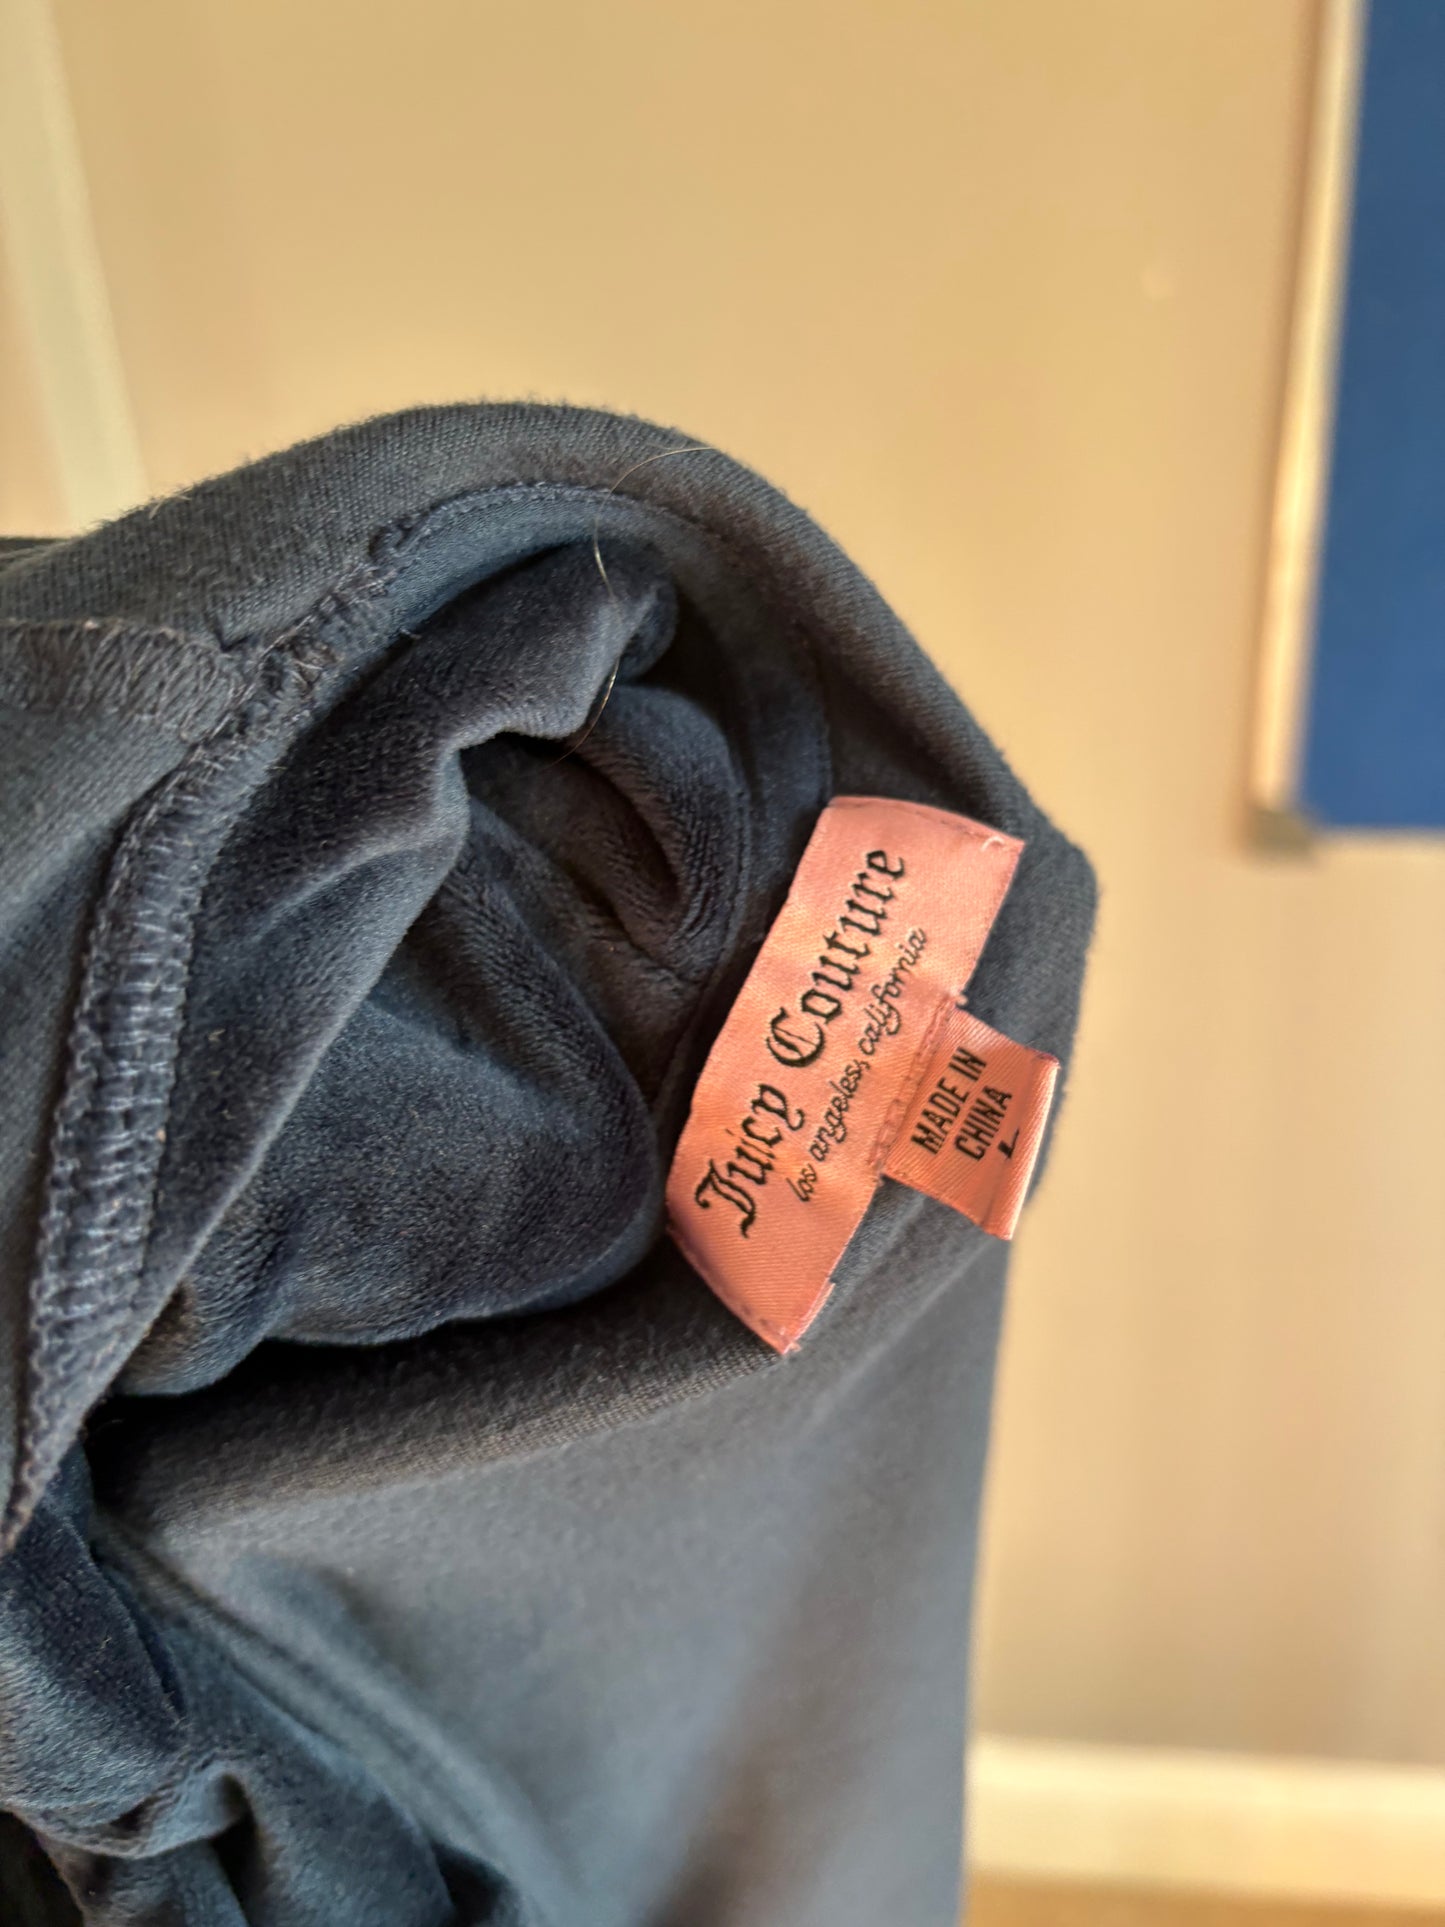 Juicy Couture
los angeles, california
MADE IN
CHINA
L